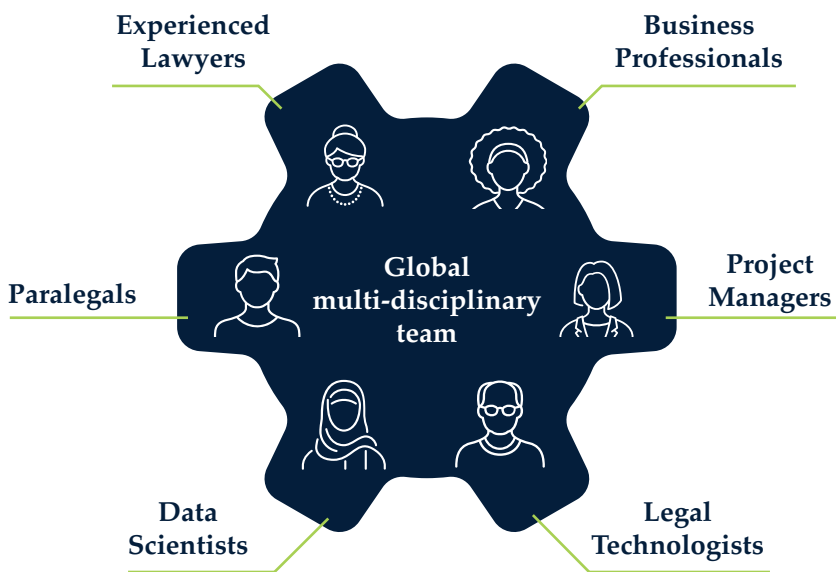 Experienced
Lawyers
Business
Professionals
Paralegals
Global
multi-disciplinary
team
Project
Managers
Data
Scientists
Legal
Technologists